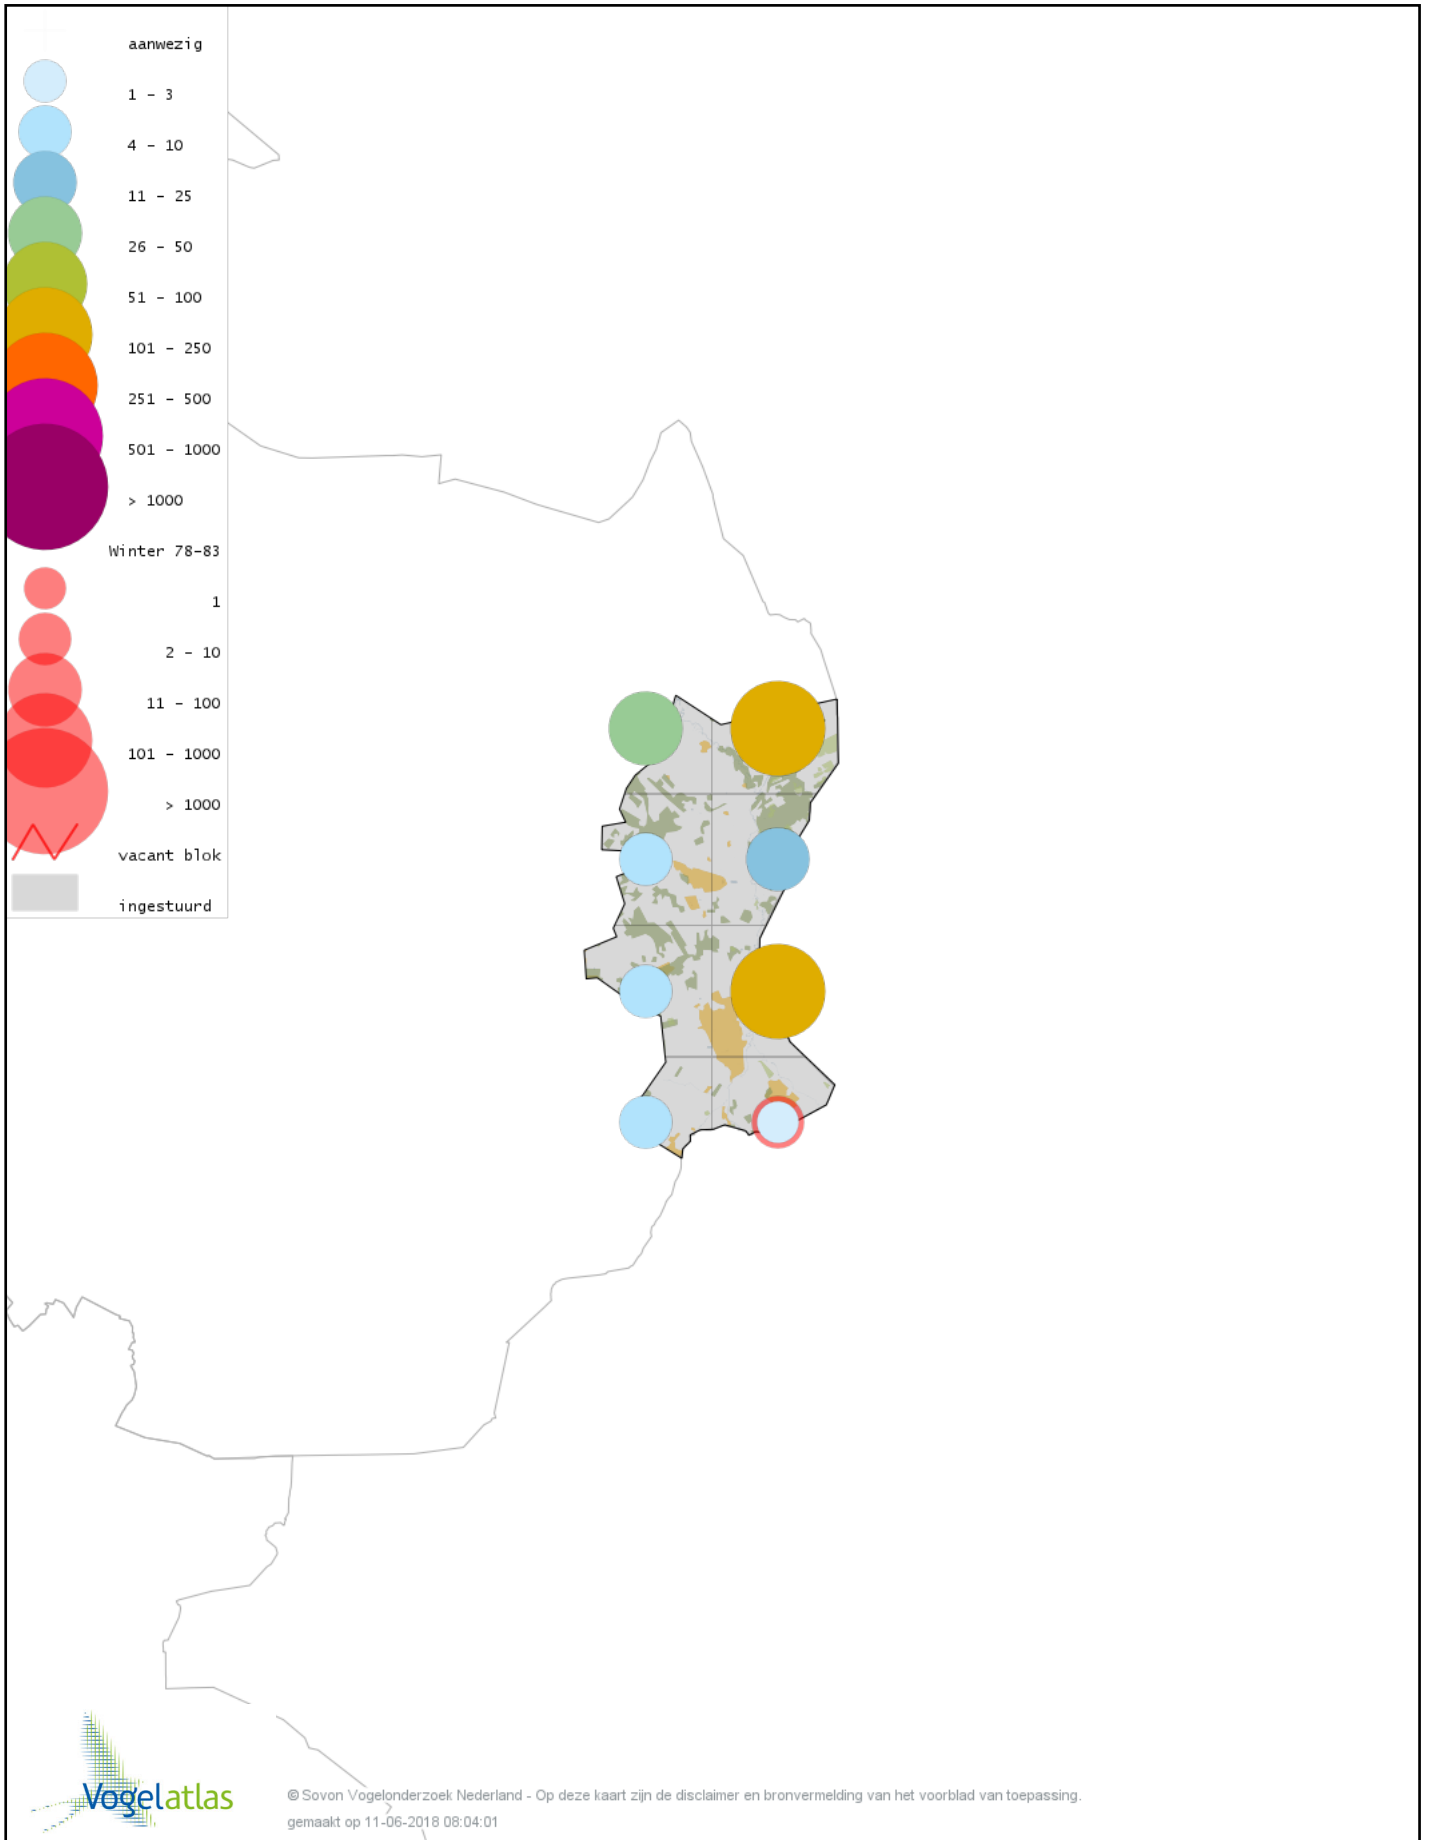 aanwezig
1 - 3
4 - 10
11 - 25
26 - 50
51 - 100
101 - 250
251 - 500
501 - 1000
> 1000
Winter 78-83
1
2 - 10
11 - 100
101 - 1000
> 1000
vacant blok
ingestuurd
Vogelatlas
© Sovon Vogelonderzoek Nederland - Op deze kaart zijn de disclaimer en bronvermelding van het voorblad van toepassing.
gemaakt op 11-06-2018 08:04:01